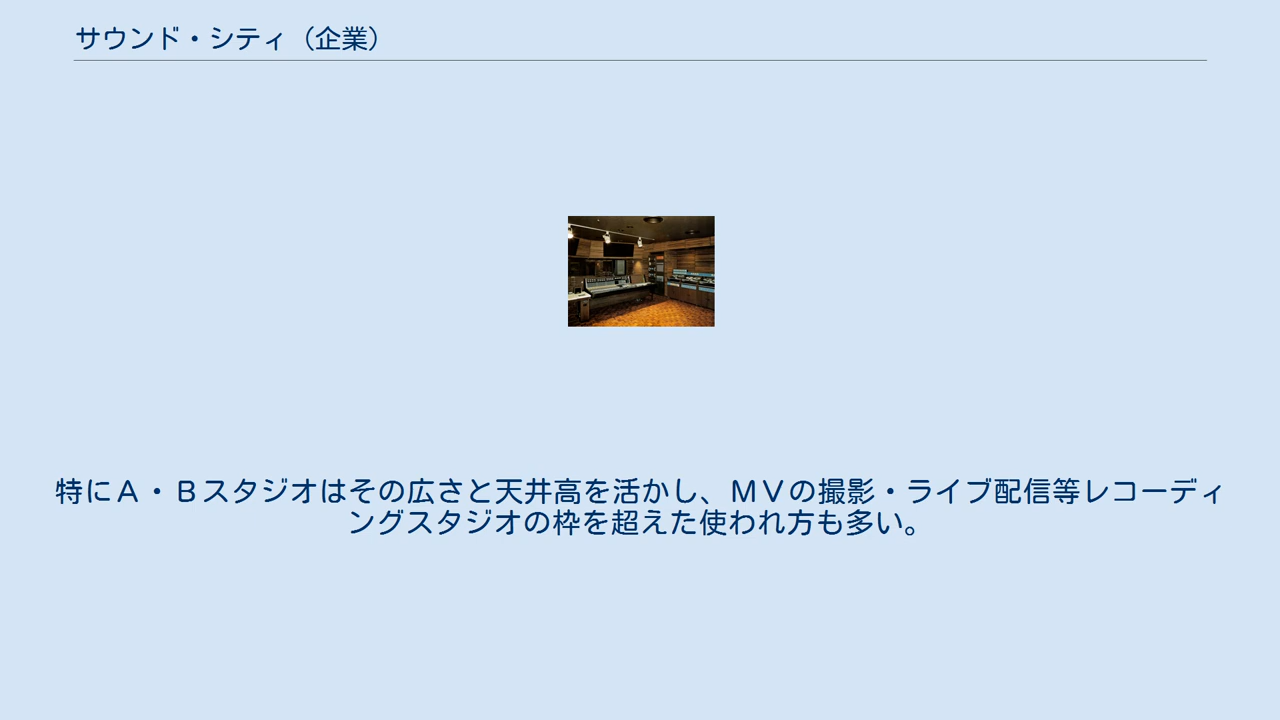 サウンド・シティ（企業）
特にＡ・Ｂスタジオはその広さと天井高を活かし、ＭＶの撮影・ライブ配信等レコーディ
ングスタジオの枠を超えた使われ方も多い。